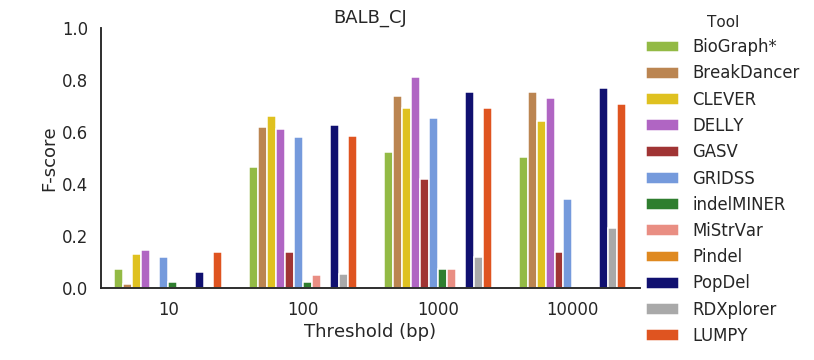 BALB_CJ
Tool
BioGraph*
BreakDancer
CLEVER
DELLY
GASV
GRIDSS
indelMINER
MiStrVar
Pindel
PopDel
RDXplorer
LUMPY
F-score
1.0
0.8
0.6
0.4
0.2
0.0
10 100 1000 10000
Threshold (bp)